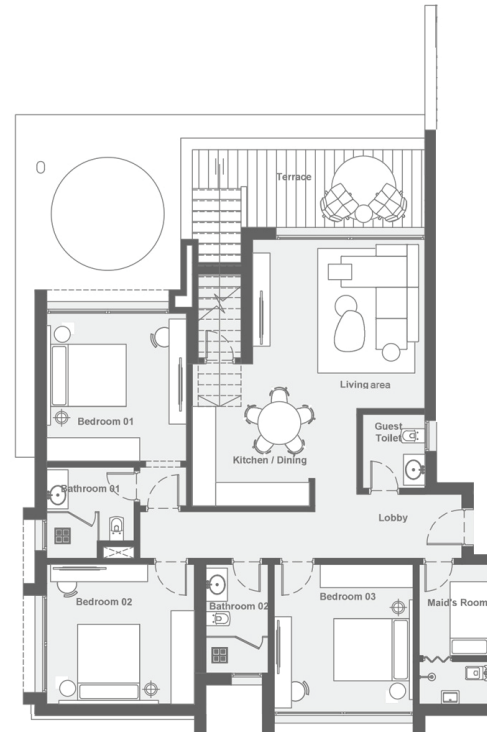 Terrace
Living area
Bedroom 01
Guest
Toilet
Kitchen / Dining
Bathroom 01
Lobby
Bedroom 02
Bathroom 02
Bedroom 03
Maid's Room